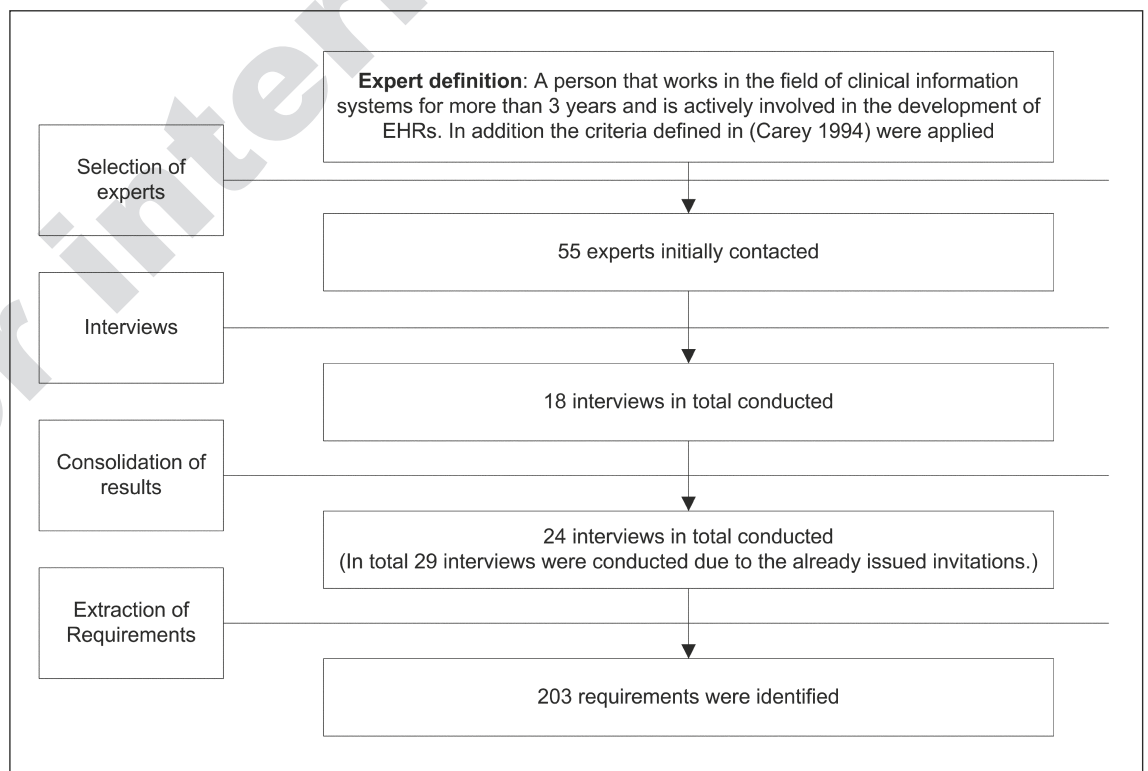 Expert definition: A person that works in the field of clinical information
systems for more than 3 years and is actively involved in the development of
EHRs. In addition the criteria defined in (Carey 1994) were applied
Selection of
experts
55 experts initially contacted
Interviews
18 interviews in total conducted
Consolidation of
results
24 interviews in total conducted
(In total 29 interviews were conducted due to the already issued invitations.)
Extraction of
Requirements
203 requirements were identified